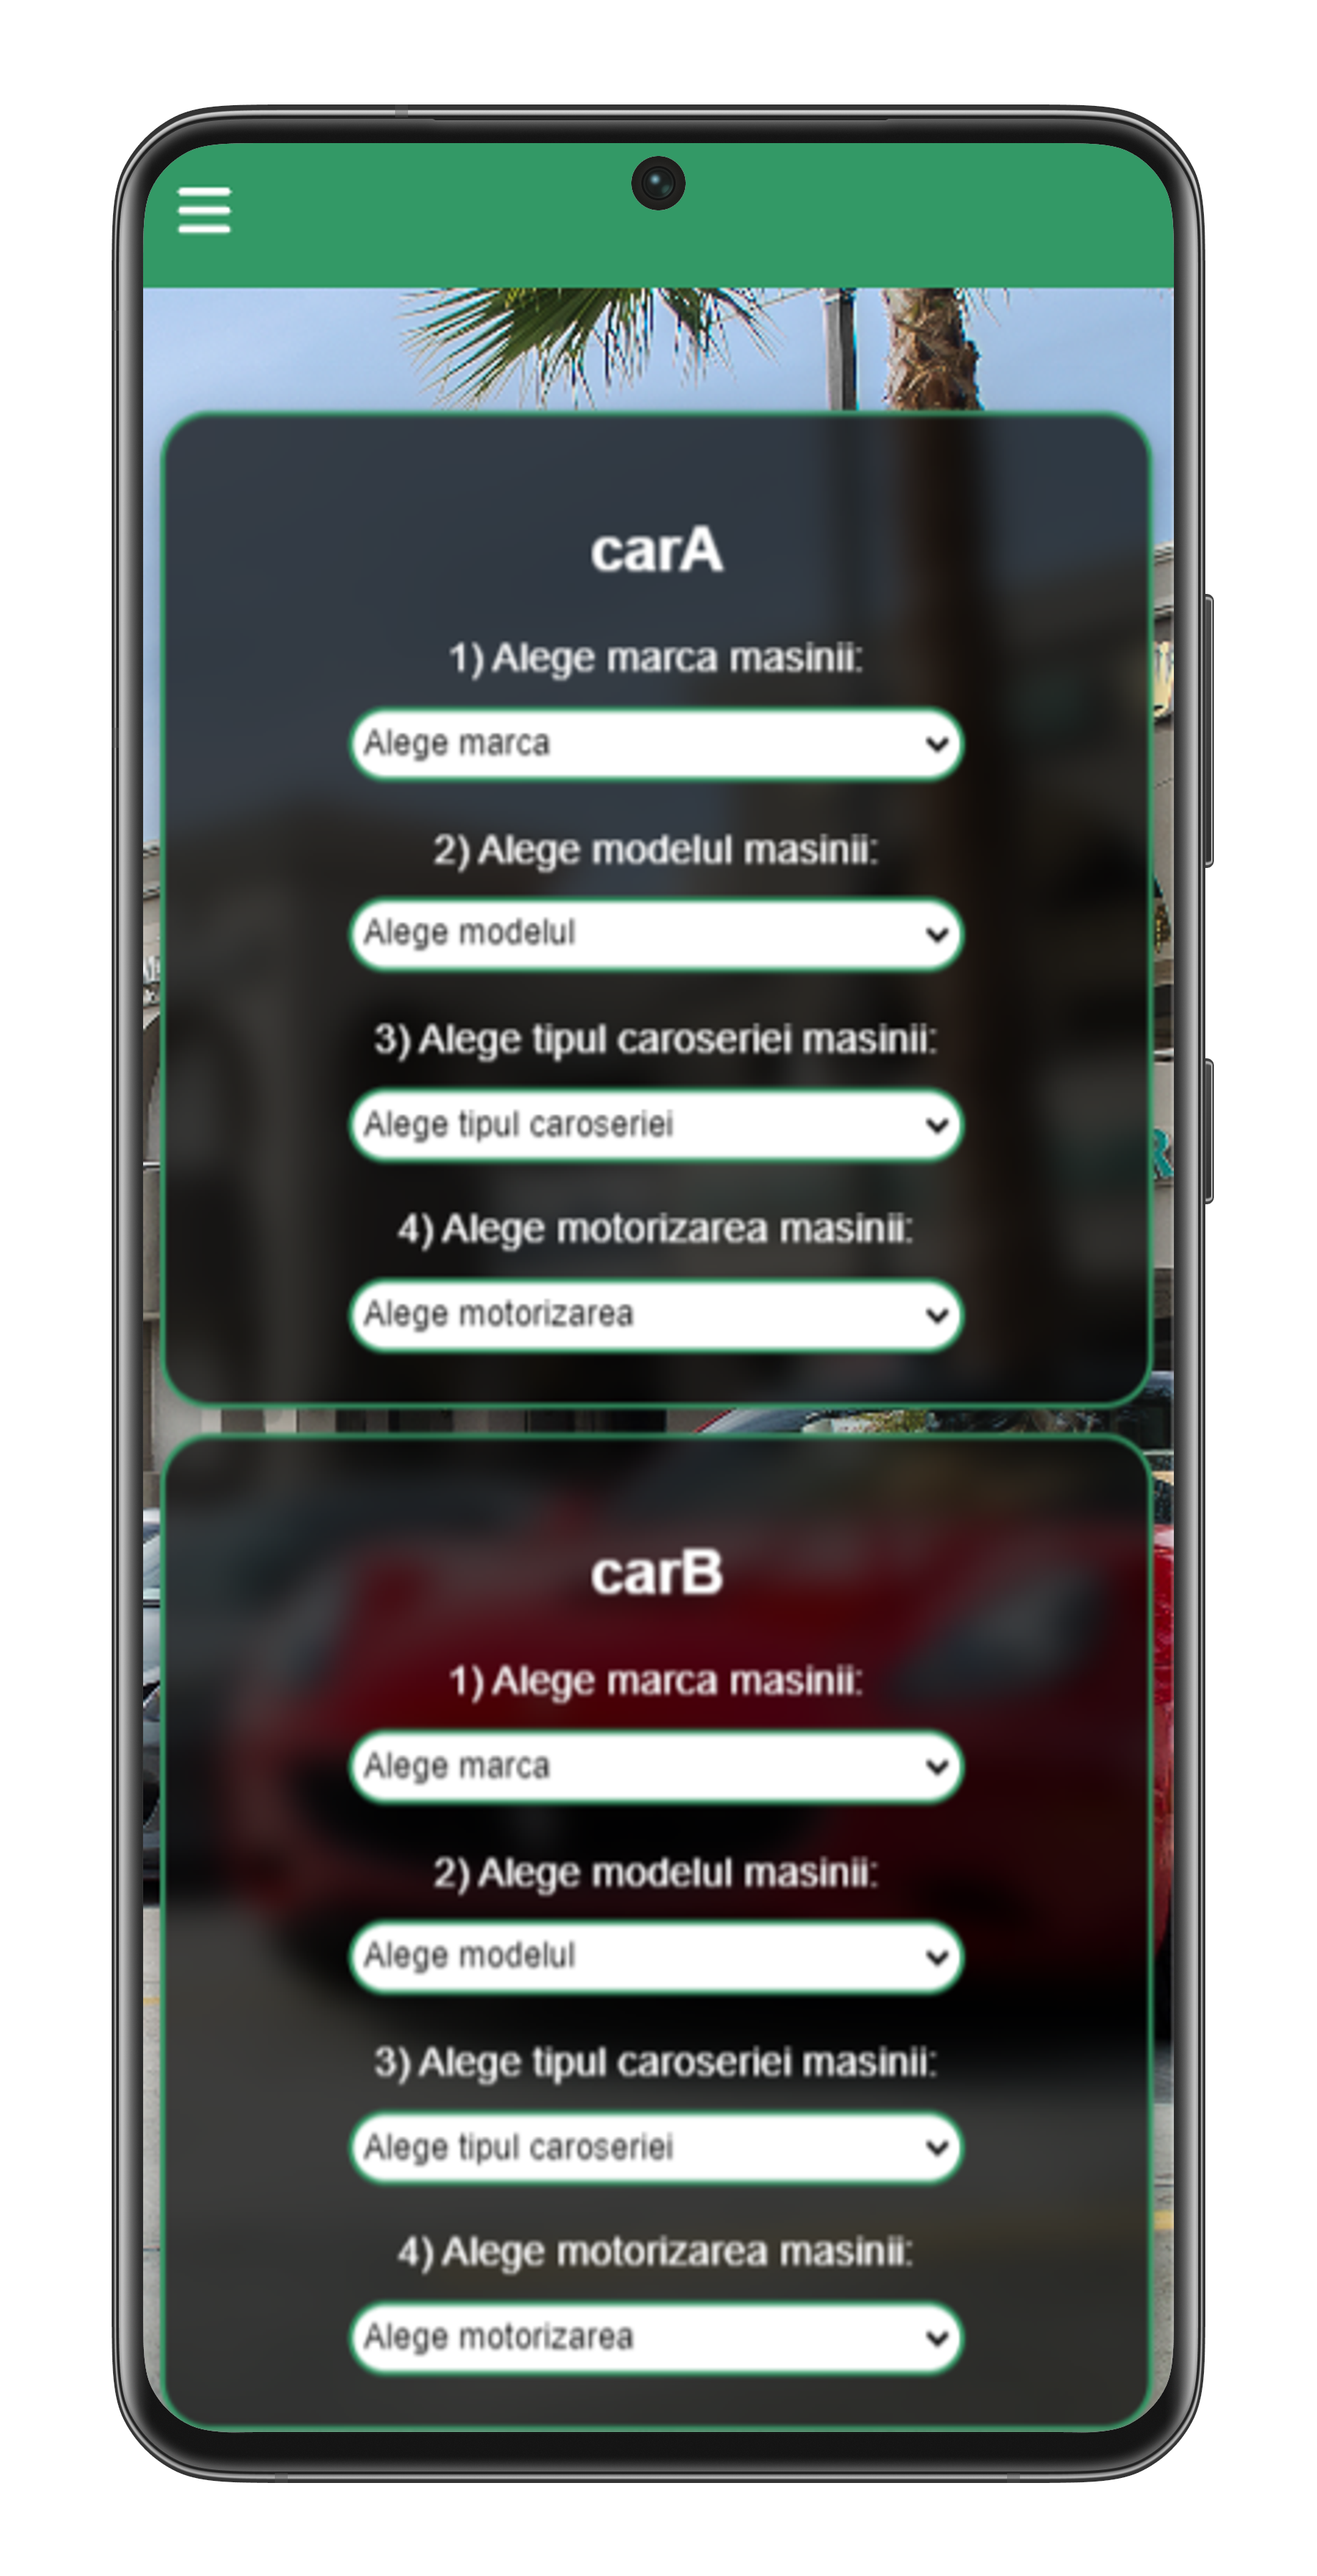 carA
1) Alege marca masinii:
Alege marca
2) Alege modelul masinii:
Alege modelul
3) Alege tipul caroseriei masinii:
Alege tipul caroseriei
4) Alege motorizarea masinii:
Alege motorizarea
carB
1) Alege marca masinii:
Alege marca
2) Alege modelul masinii:
Alege modelul
3) Alege tipul caroseriei masinii:
Alege tipul caroseriei
4) Alege motorizarea masinii:
Alege motorizarea